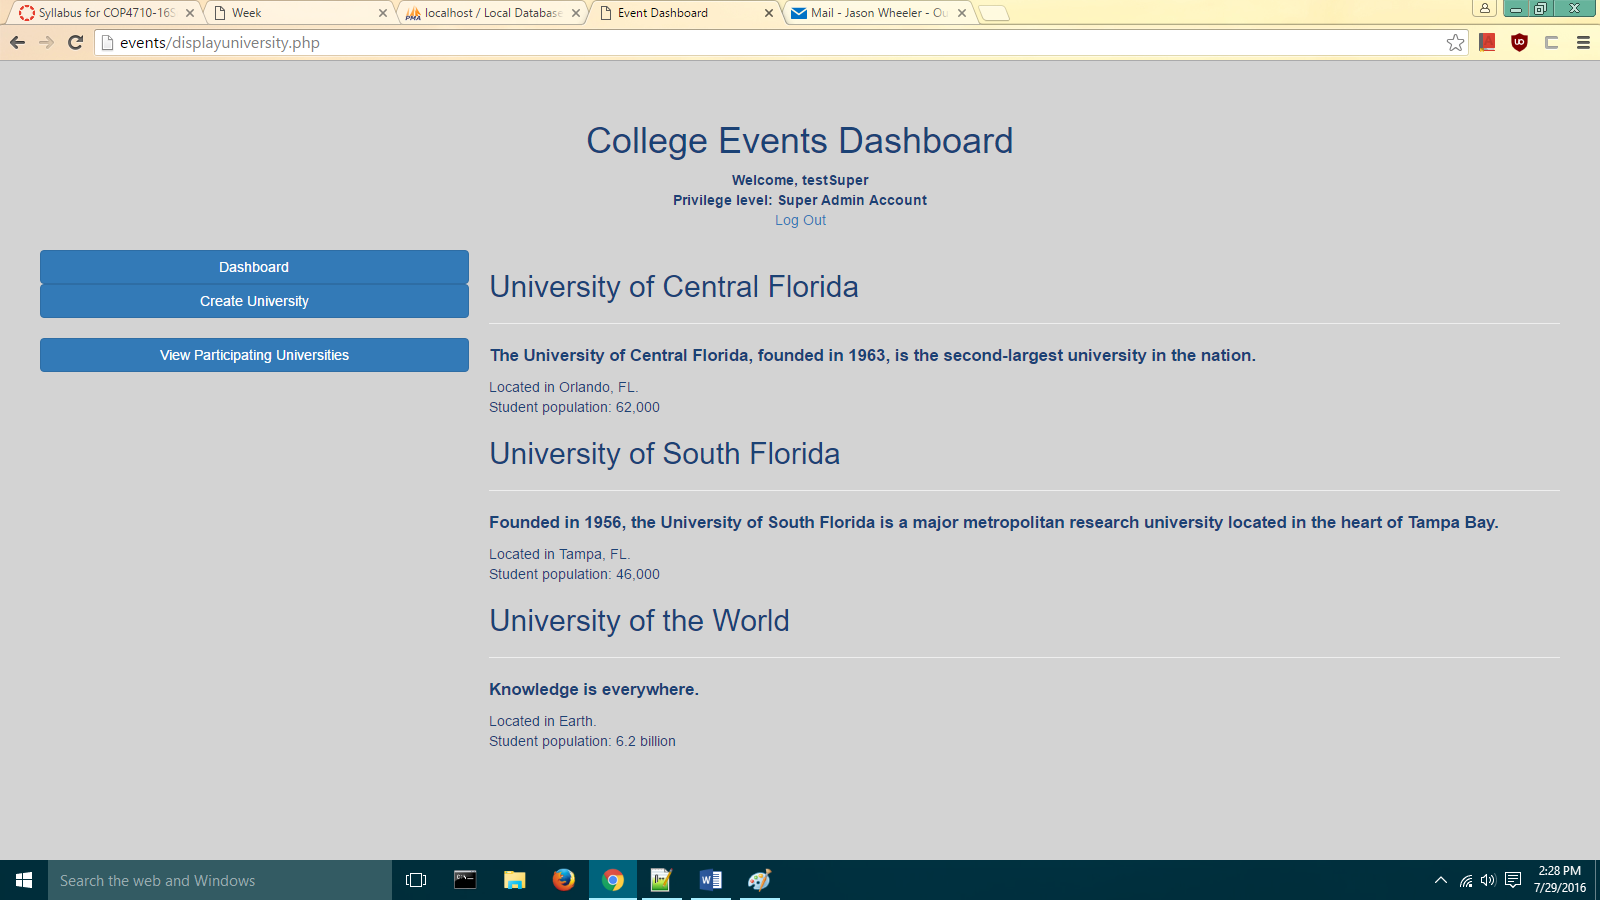 Syllabus for COP4710-16S
Week
localhost / Local Database
Event Dashboard
Mail - Jason Wheeler - Ou
events/displayuniversity.php
College Events Dashboard
Welcome, testSuper
Privilege level: Super Admin Account
Log Out
Dashboard
Create University
View Participating Universities
University of Central Florida
The University of Central Florida, founded in 1963, is the second-largest university in the nation.
Located in Orlando, FL.
Student population: 62,000
University of South Florida
Founded in 1956, the University of South Florida is a major metropolitan research university located in the heart of Tampa Bay.
Located in Tampa, FL.
Student population: 46,000
University of the World
Knowledge is everywhere.
Located in Earth.
Student population: 6.2 billion
Search the web and Windows
2:28 PM
7/29/2016